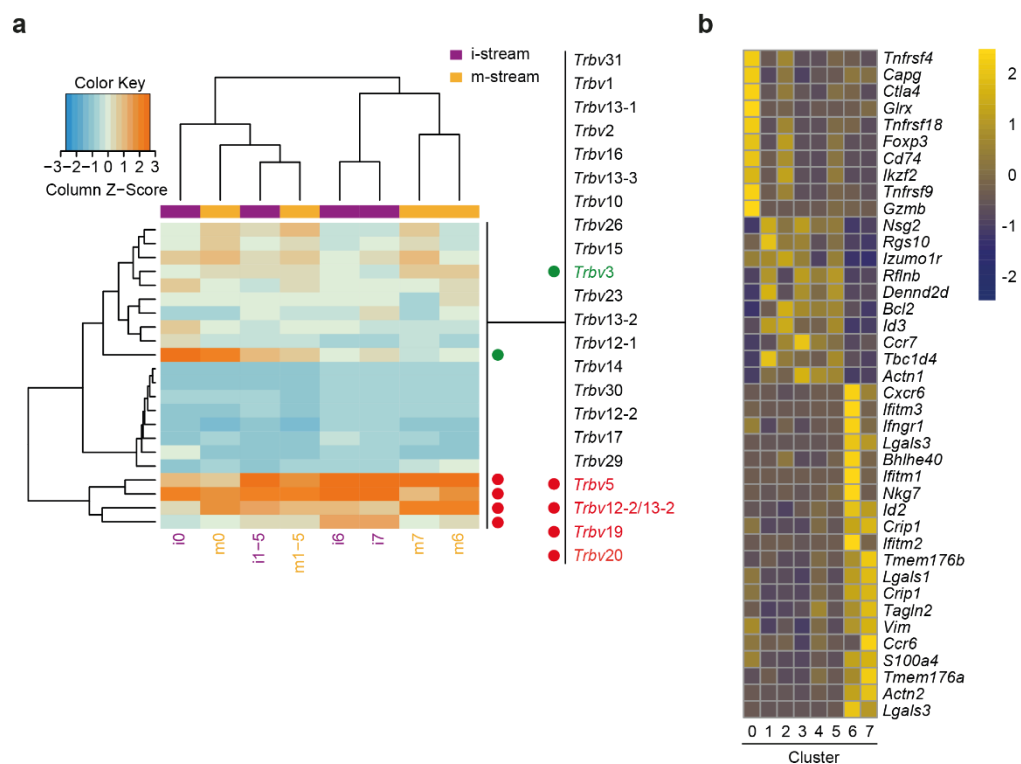 a
b
i-stream
m-stream
Color Key
−3−2−1 0 1 2 3
Column Z-Score
i0
m0
i1-5
m1-5
i6
i7
m7
m6
Trbv31
Trbv1
Trbv13-1
Trbv2
Trbv16
Trbv13-3
Trbv10
Trbv26
Trbv15
Trbv3
Trbv23
Trbv13-2
Trbv12-1
Trbv14
Trbv30
Trbv12-2
Trbv17
Trbv29
Trbv5
Trbv12-2/13-2
Trbv19
Trbv20
Tnfrsf4
Capg
Ctla4
Glrx
Tnfrsf18
Foxp3
Cd74
Ikzf2
Tnfrsf9
Gzmb
Nsg2
Rgs10
Izumo1r
Rflnb
Dennd2d
Bcl2
Id3
Ccr7
Tbc1d4
Actn1
Cxcr6
Ifitm3
Ifngr1
Lgals3
Bhlhe40
Ifitm1
Nkg7
Id2
Crip1
Ifitm2
Tmem176b
Lgals1
Crip1
Tagln2
Vim
Ccr6
S100a4
Tmem176a
Actn2
Lgals3
0 1 2 3 4 5 6 7
Cluster
2
1
0
-1
-2